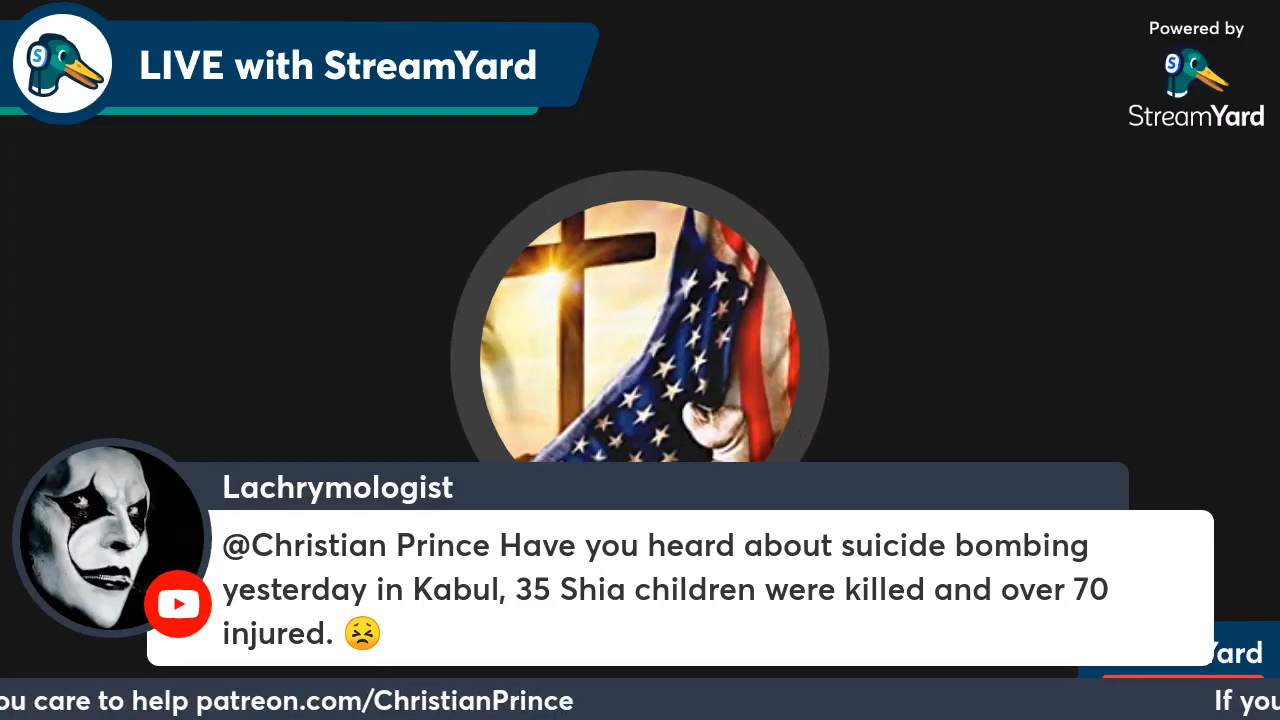 LIVE with StreamYard
Powered by
StreamYard
Lachrymologist
@Christian Prince Have you heard about suicide bombing
yesterday in Kabul, 35 Shia children were killed and over 70
injured. 😣
Yard
ou care to help patreon.com/ChristianPrince
If you